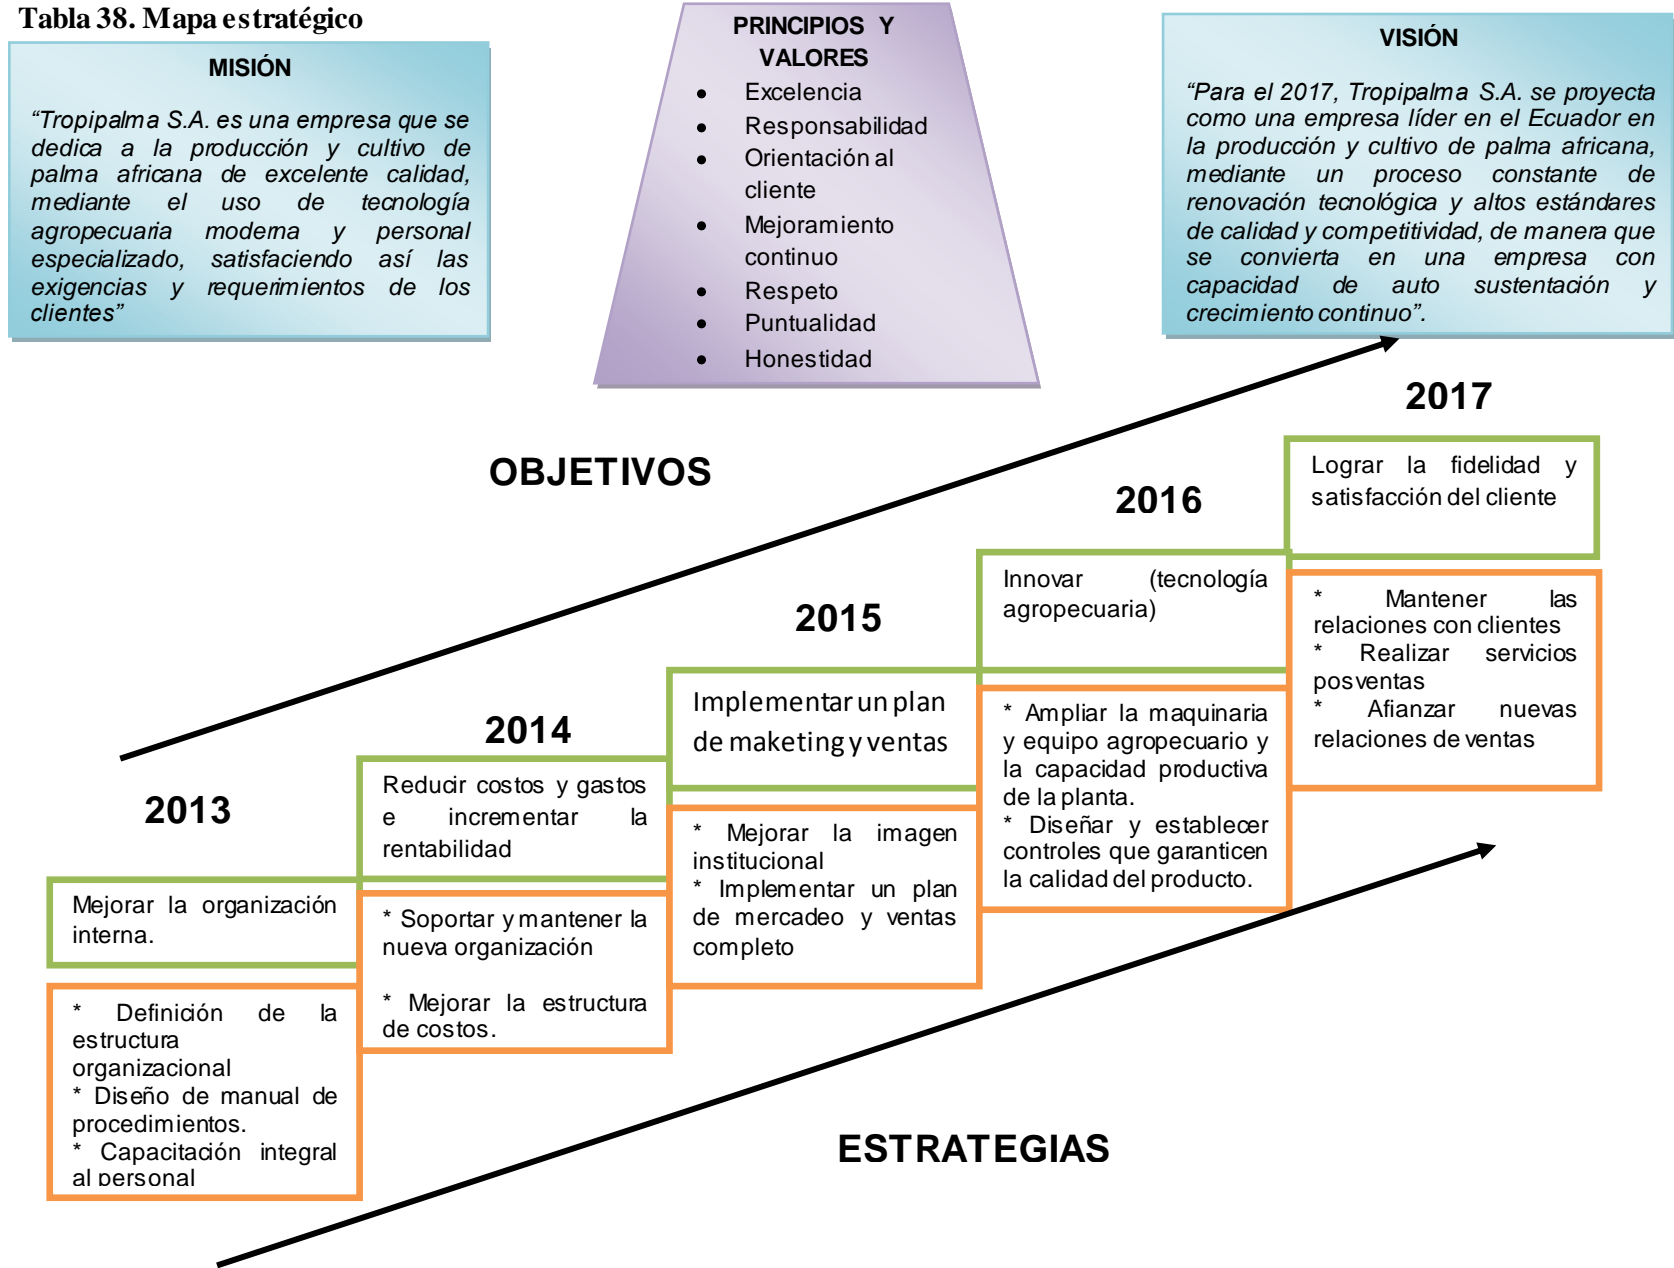 Tabla 38. Mapa estratégico
MISIÓN
“Tropipalma S.A. es una empresa que se
dedica a la producción y cultivo de
palma africana de excelente calidad,
mediante el uso de tecnología
agropecuaria moderna y personal
especializado, satisfaciendo así las
exigencias y requerimientos de los
clientes”
PRINCIPIOS Y
VALORES
• Excelencia
• Responsabilidad
• Orientación al
cliente
• Mejoramiento
continuo
• Respeto
• Puntualidad
• Honestidad
VISIÓN
“Para el 2017, Tropipalma S.A. se proyecta
como una empresa líder en el Ecuador en
la producción y cultivo de palma africana,
mediante un proceso constante de
renovación tecnológica y altos estándares
de calidad y competitividad, de manera que
se convierta en una empresa con
capacidad de auto sustentación y
crecimiento continuo”.
OBJETIVOS
2013
Mejorar la organización
interna.
* Definición de la
estructura
organizacional
* Diseño de manual de
procedimientos.
* Capacitación integral
al personal
2014
Reducir costos y gastos
e incrementar la
rentabilidad
* Soportar y mantener la
nueva organización
* Mejorar la estructura
de costos.
2015
Implementar un plan
de maketing y ventas
* Mejorar la imagen
institucional
* Implementar un plan
de mercadeo y ventas
completo
2016
Innovar (tecnología
agropecuaria)
* Ampliar la maquinaria
y equipo agropecuario y
la capacidad productiva
de la planta.
* Diseñar y establecer
controles que garanticen
la calidad del producto.
2017
Lograr la fidelidad y
satisfacción del cliente
* Mantener las
relaciones con clientes
* Realizar servicios
posventas
* Afianzar nuevas
relaciones de ventas
ESTRATEGIAS